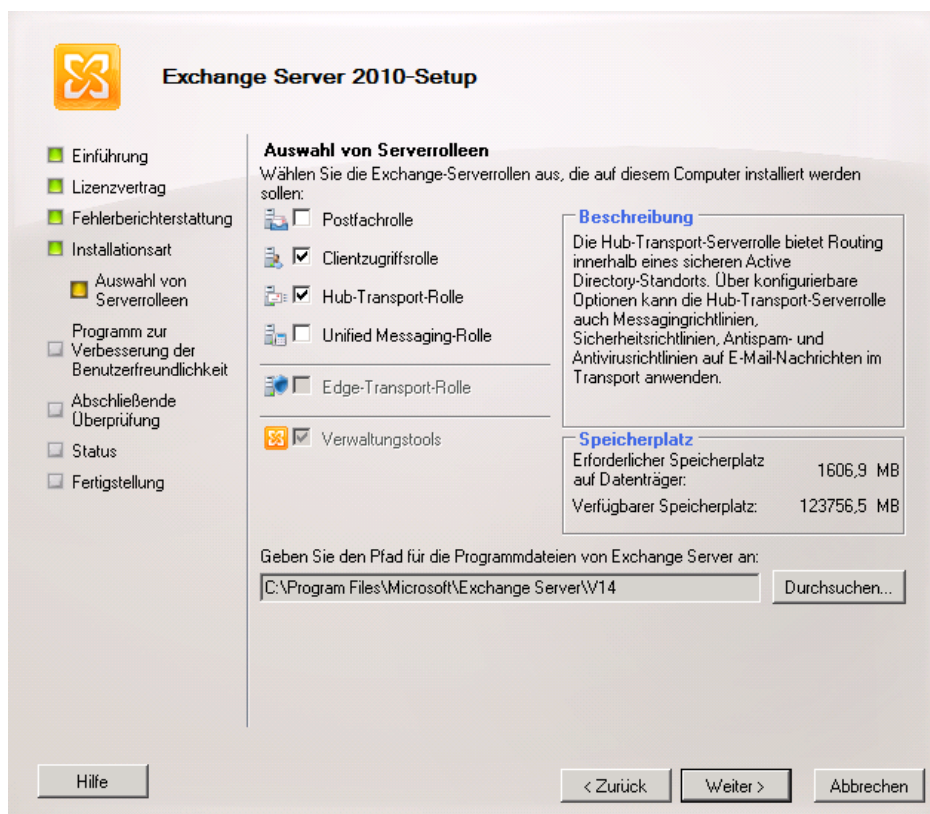 Exchange Server 2010-Setup
Einführung
Lizenzvertrag
Fehlerberichterstattung
Installationsart
Auswahl von
Serverrolleen
Programm zur
Verbesserung der
Benutzerfreundlichkeit
Abschließende
Überprüfung
Status
Fertigstellung
Auswahl von Serverrolleen
Wählen Sie die Exchange-Serverrollen aus, die auf diesem Computer installiert werden
sollen:
Postfachrolle
Clientzugriffsrolle
Hub-Transport-Rolle
Unified Messaging-Rolle
Edge-Transport-Rolle
Verwaltungstools
Beschreibung
Die Hub-Transport-Serverrolle bietet Routing
innerhalb eines sicheren Active
Directory-Standorts. Über konfigurierbare
Optionen kann die Hub-Transport-Serverrolle
auch Messagingrichtlinien,
Sicherheitsrichtlinien, Antispam- und
Antivirusrichtlinien auf E-Mail-Nachrichten im
Transport anwenden.
Speicherplatz
Erforderlicher Speicherplatz
auf Datenträger: 1606,9 MB
Verfügbarer Speicherplatz: 123756,5 MB
Geben Sie den Pfad für die Programmdateien von Exchange Server an:
C:\Program Files\Microsoft\Exchange Server\V14
Durchsuchen...
Hilfe
< Zurück
Weiter >
Abbrechen